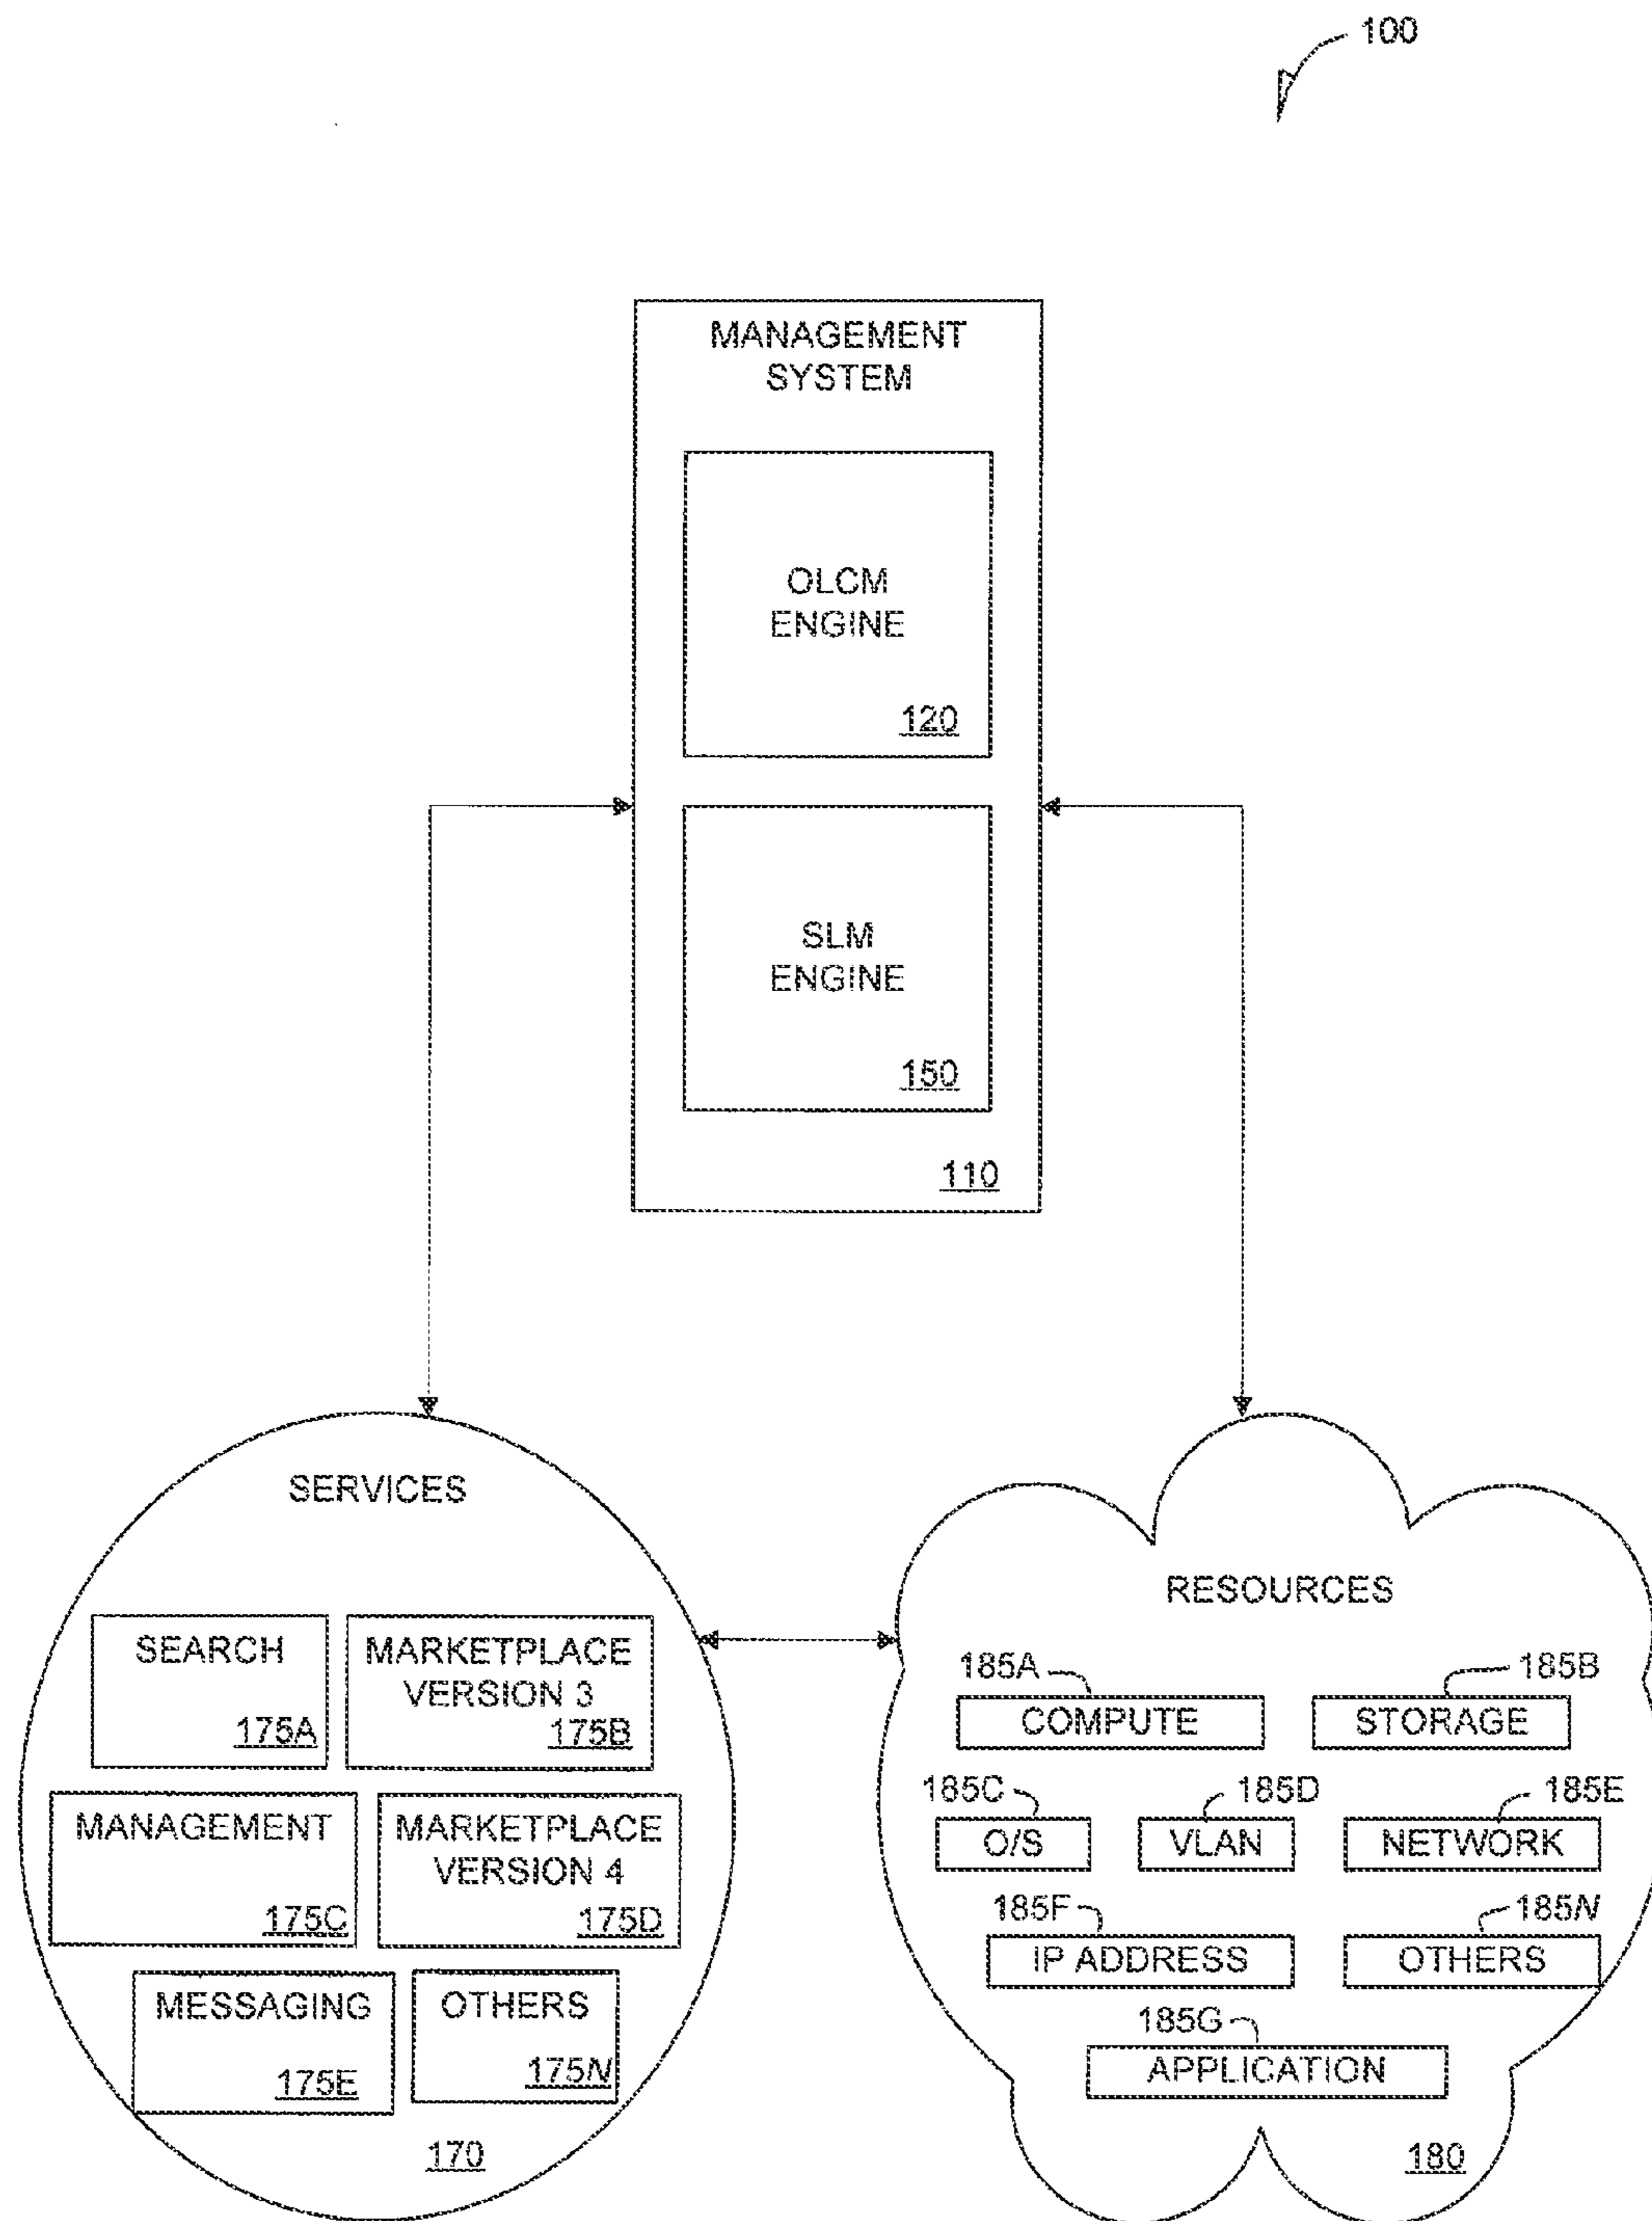 100
MANAGEMENT
SYSTEM
OLCM
ENGINE
120
SLM
ENGINE
150
110
SERVICES
SEARCH
175A
MARKETPLACE
VERSION 3
175B
MANAGEMENT
175C
MARKETPLACE
VERSION 4
175D
MESSAGING
175E
OTHERS
175N
170
RESOURCES
185A
COMPUTE
185B
STORAGE
185C
O/S
185D
VLAN
185E
NETWORK
185F
IP ADDRESS
185N
OTHERS
185G
APPLICATION
180